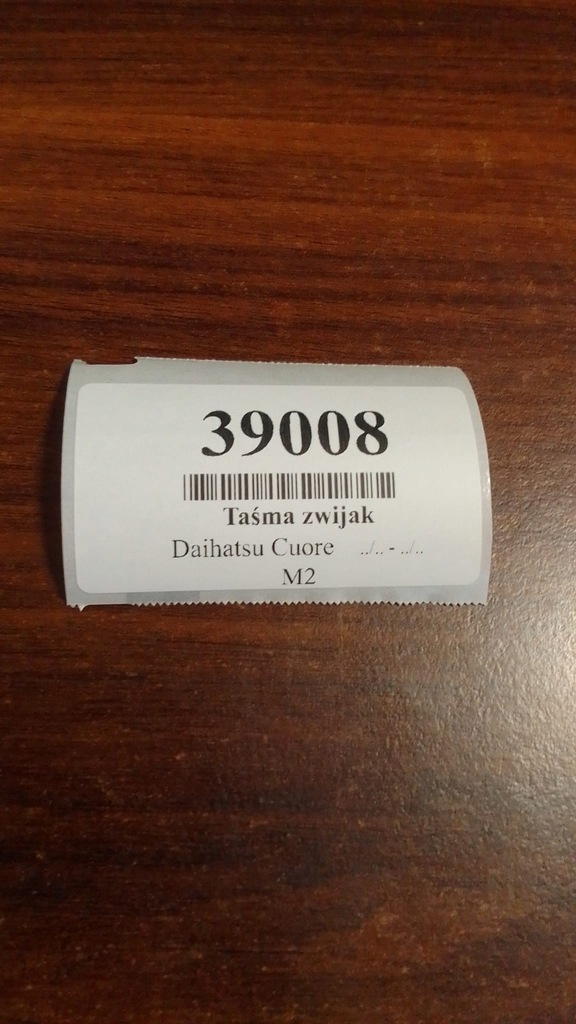 39008
Taśma zwijak
Daihatsu Cuore ../.. - ../..
M2